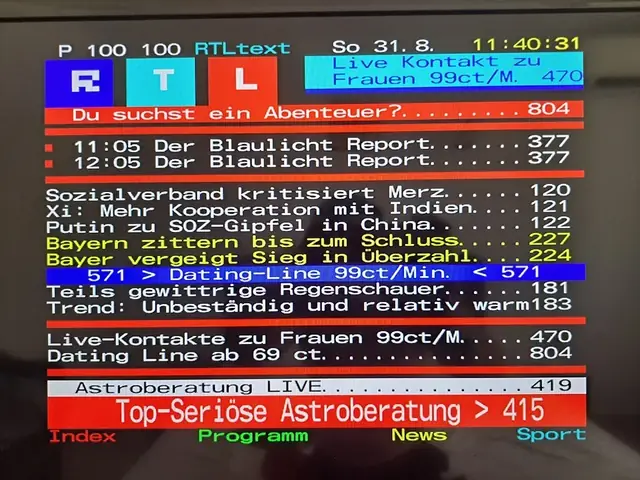 P 100 100 RTLtext So 31. 8. 11:40:31
R T L
Live Kontakt zu
Frauen 99ct/M. 470
Du suchst ein Abenteuer?.......... 804
11:05 Der Blaulicht Report........ 377
12:05 Der Blaulicht Report........ 377
Sozialverband kritisiert Merz...... 120
Xi: Mehr Kooperation mit Indien.... 121
Putin zu SOZ-Gipfel in China....... 122
Bayern zittern bis zum Schluss..... 227
Bayer vergeigt Sieg in Überzahl.... 224
571 > Dating-Line 99ct/Min. < 571
Teils gewittrige Regenschauer...... 181
Trend: Unbeständig und relativ warm183
Live-Kontakte zu Frauen 99ct/M..... 470
Dating Line ab 69 ct............... 804
Astroberatung LIVE............... 419
Top-Seriöse Astroberatung > 415
Index Programm News Sport